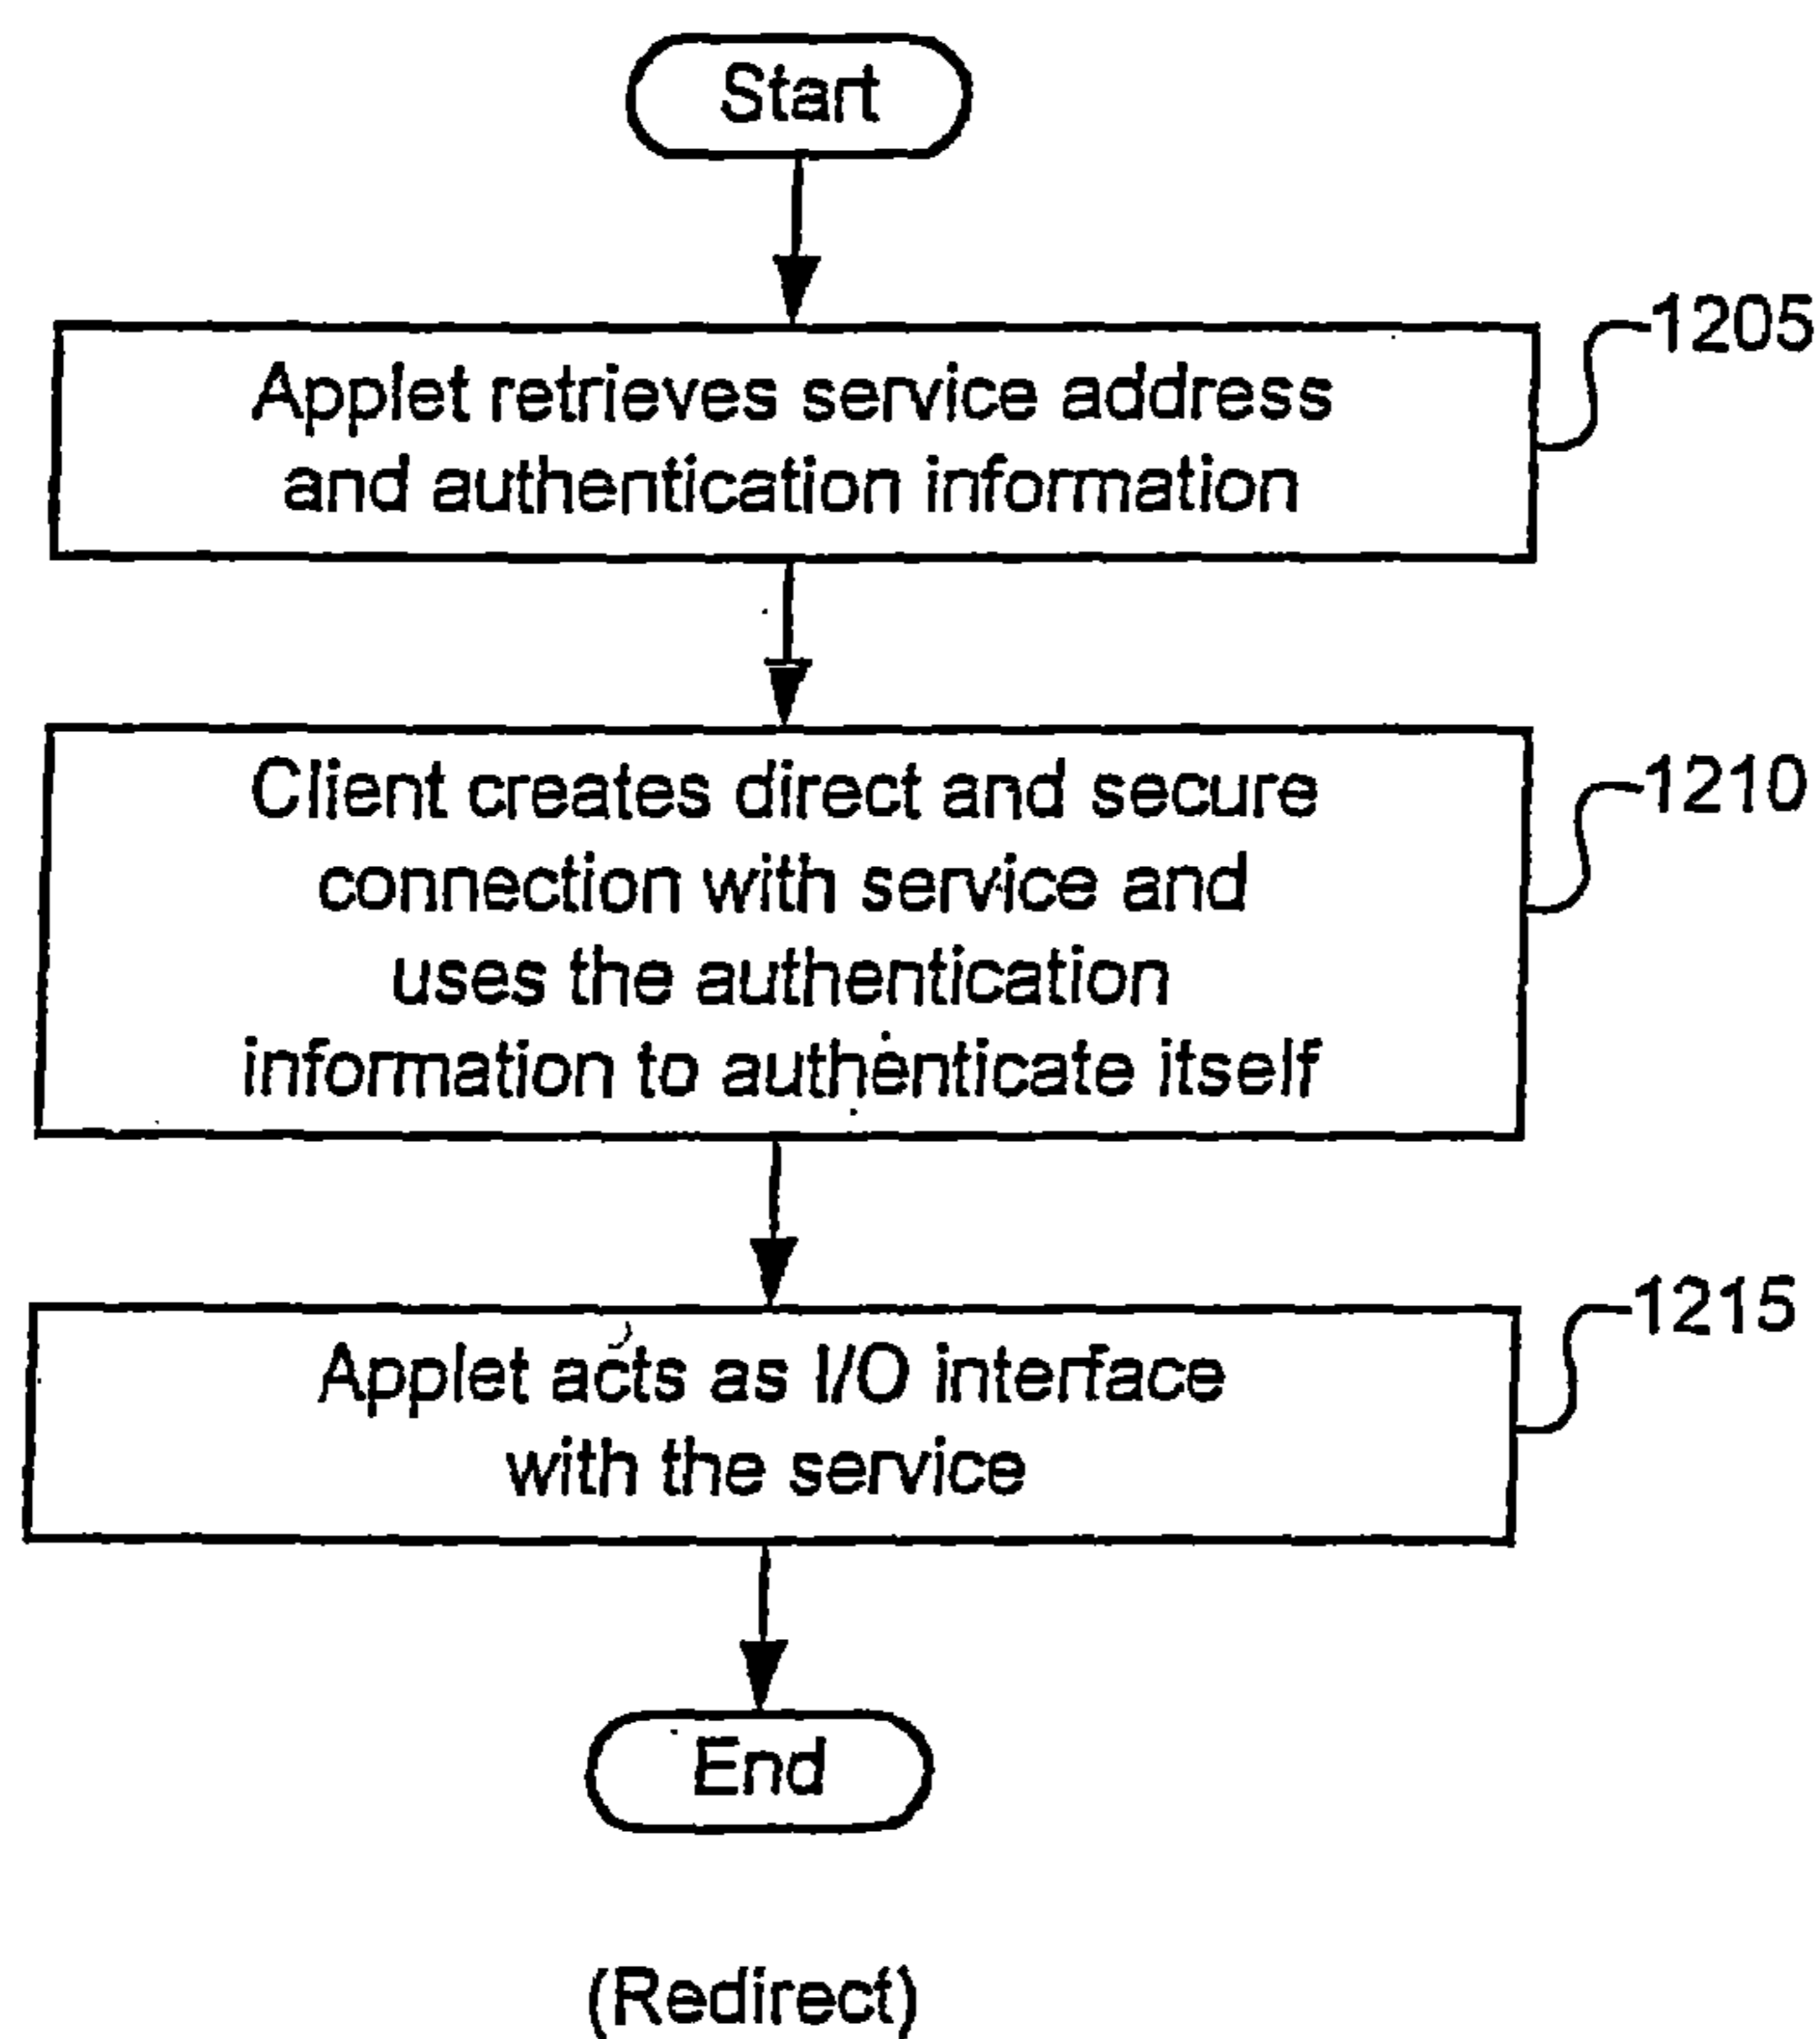 Start
1205
Applet retrieves service address
and authentication information
1210
Client creates direct and secure
connection with service and
uses the authentication
information to authenticate itself
1215
Applet acts as I/O interface
with the service
End
(Redirect)